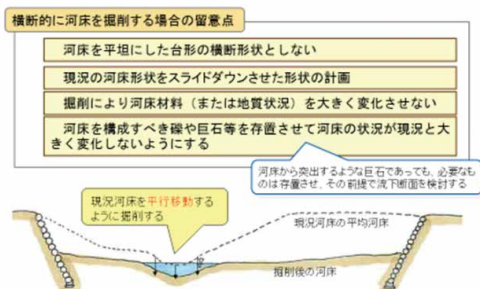 横断的に河床を掘削する場合の留意点
河床を平坦にした台形の横断形状としない
現況の河床形状をスライドダウンさせた形状の計画
掘削により河床材料（または地質状況）を大きく変化させない
河床を構成すべき礫や巨石等を存置させて河床の状況が現況と大
きく変化しないようにする
河床から突出するような巨石であっても、必要なも
のは存置させ、その前提で流下断面を検討する
現況河床を平行移動する
ように掘削する
現況河床の平均河床
掘削後の河床